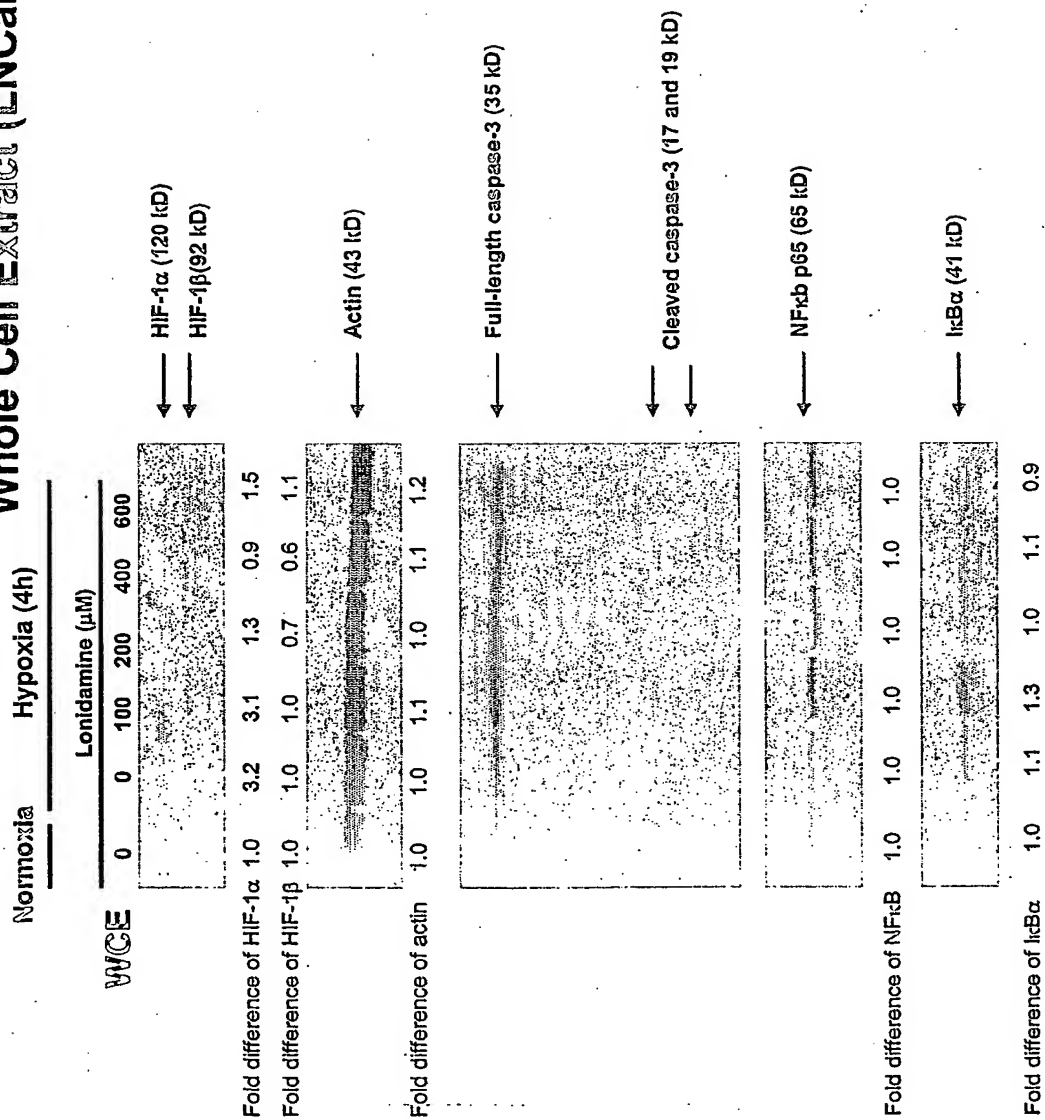 Whole Cell Extract (LNCa
Normoxia Hypoxia (4h)
Lonidamine (µM)
WCE 0 0 100 200 400 600
HIF-1α (120 kD)
HIF-1β(92 kD)
Fold difference of HIF-1α 1.0 3.2 3.1 1.3 0.9 1.5
Fold difference of HIF-1β 1.0 1.0 1.0 0.7 0.6 1.1
Actin (43 kD)
Fold difference of actin 1.0 1.0 1.1 1.0 1.1 1.2
Full-length caspase-3 (35 kD)
Cleaved caspase-3 (17 and 19 kD)
NFκb p65 (65 kD)
Fold difference of NFκB 1.0 1.0 1.0 1.0 1.0 1.0
IκBα (41 kD)
Fold difference of IκBα 1.0 1.1 1.3 1.0 1.1 0.9